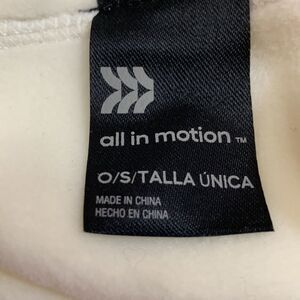 all in motion™
O/S/TALLA ÚNICA
MADE IN CHINA
HECHO EN CHINA